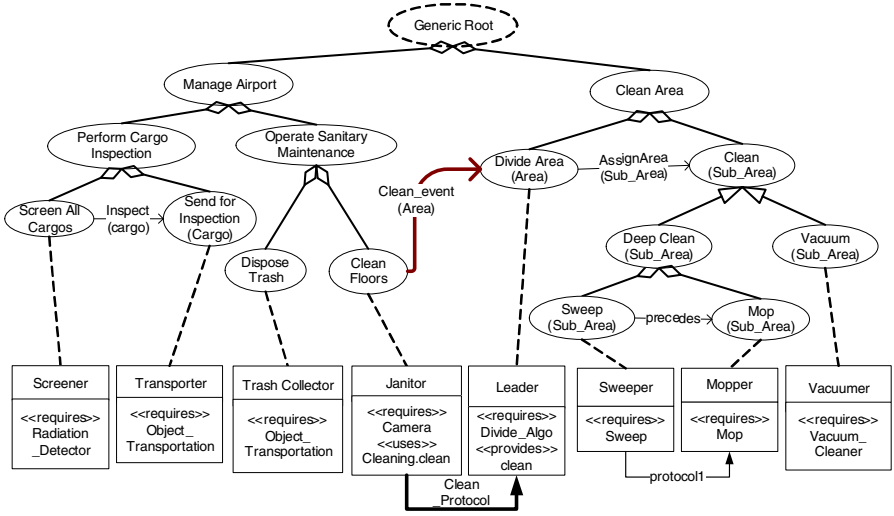 Generic Root
Manage Airport
Clean Area
Perform Cargo
Inspection
Operate Sanitary
Maintenance
Divide Area
(Area)
AssignArea
(Sub_Area)
Clean
(Sub_Area)
Clean_event
(Area)
Screen All
Cargos
Inspect
(cargo)
Send for
Inspection
(Cargo)
Dispose
Trash
Clean
Floors
Deep Clean
(Sub_Area)
Vacuum
(Sub_Area)
Sweep
(Sub_Area)
precedes
Mop
(Sub_Area)
Screener
<<requires>>
Radiation
_Detector
Transporter
<<requires>>
Object_
Transportation
Trash Collector
<<requires>>
Object_
Transportation
Janitor
<<requires>>
Camera
<<uses>>
Cleaning.clean
Leader
<<requires>>
Divide_Algo
<<provides>>
clean
Sweeper
<<requires>>
Sweep
Mopper
<<requires>>
Mop
Vacuumer
<<requires>>
Vacuum_
Cleaner
Clean
_Protocol
protocol1